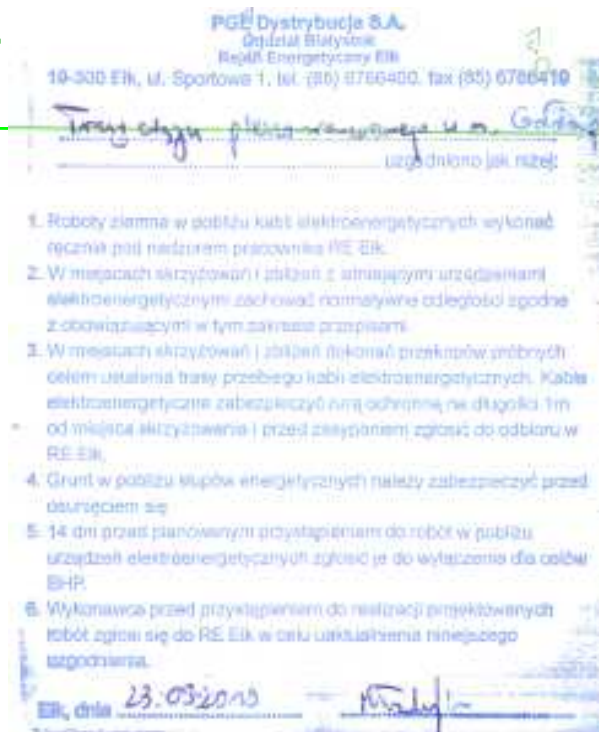 PGE Dystrybucja S.A.
Oddział Białystok
Rejon Energetyczny Ełk
19-300 Ełk, ul. Sportowa 1, tel. (85) 6766400, fax (85) 6766419
uzgodniono jak niżej:
1. Roboty ziemne w pobliżu kabli elektroenergetycznych wykonać
ręcznie pod nadzorem pracownika RE Ełk.
2. W miejscach skrzyżowań i zbliżeń z istniejącymi urządzeniami
elektroenergetycznymi zachować normatywne odległości zgodne
z obowiązującymi w tym zakresie przepisami.
3. W miejscach skrzyżowań i zbliżeń dokonać przekopów próbnych
celem ustalenia trasy przebiegu kabli elektroenergetycznych. Kable
elektroenergetyczne zabezpieczyć rurą ochronną na długości 1m
od miejsca skrzyżowania i przed zasypaniem zgłosić do odbioru w
RE Ełk.
4. Grunt w pobliżu słupów energetycznych należy zabezpieczyć przed
osunięciem się
5. 14 dni przed planowanym przystąpieniem do robót w pobliżu
urządzeń elektroenergetycznych zgłosić je do wyłączenia dla celów
BHP.
6. Wykonawca przed przystąpieniem do realizacji projektowanych
robót zgłosi się do RE Ełk w celu uaktualnienia niniejszego
uzgodnienia.
Ełk, dnia 23.03.2010